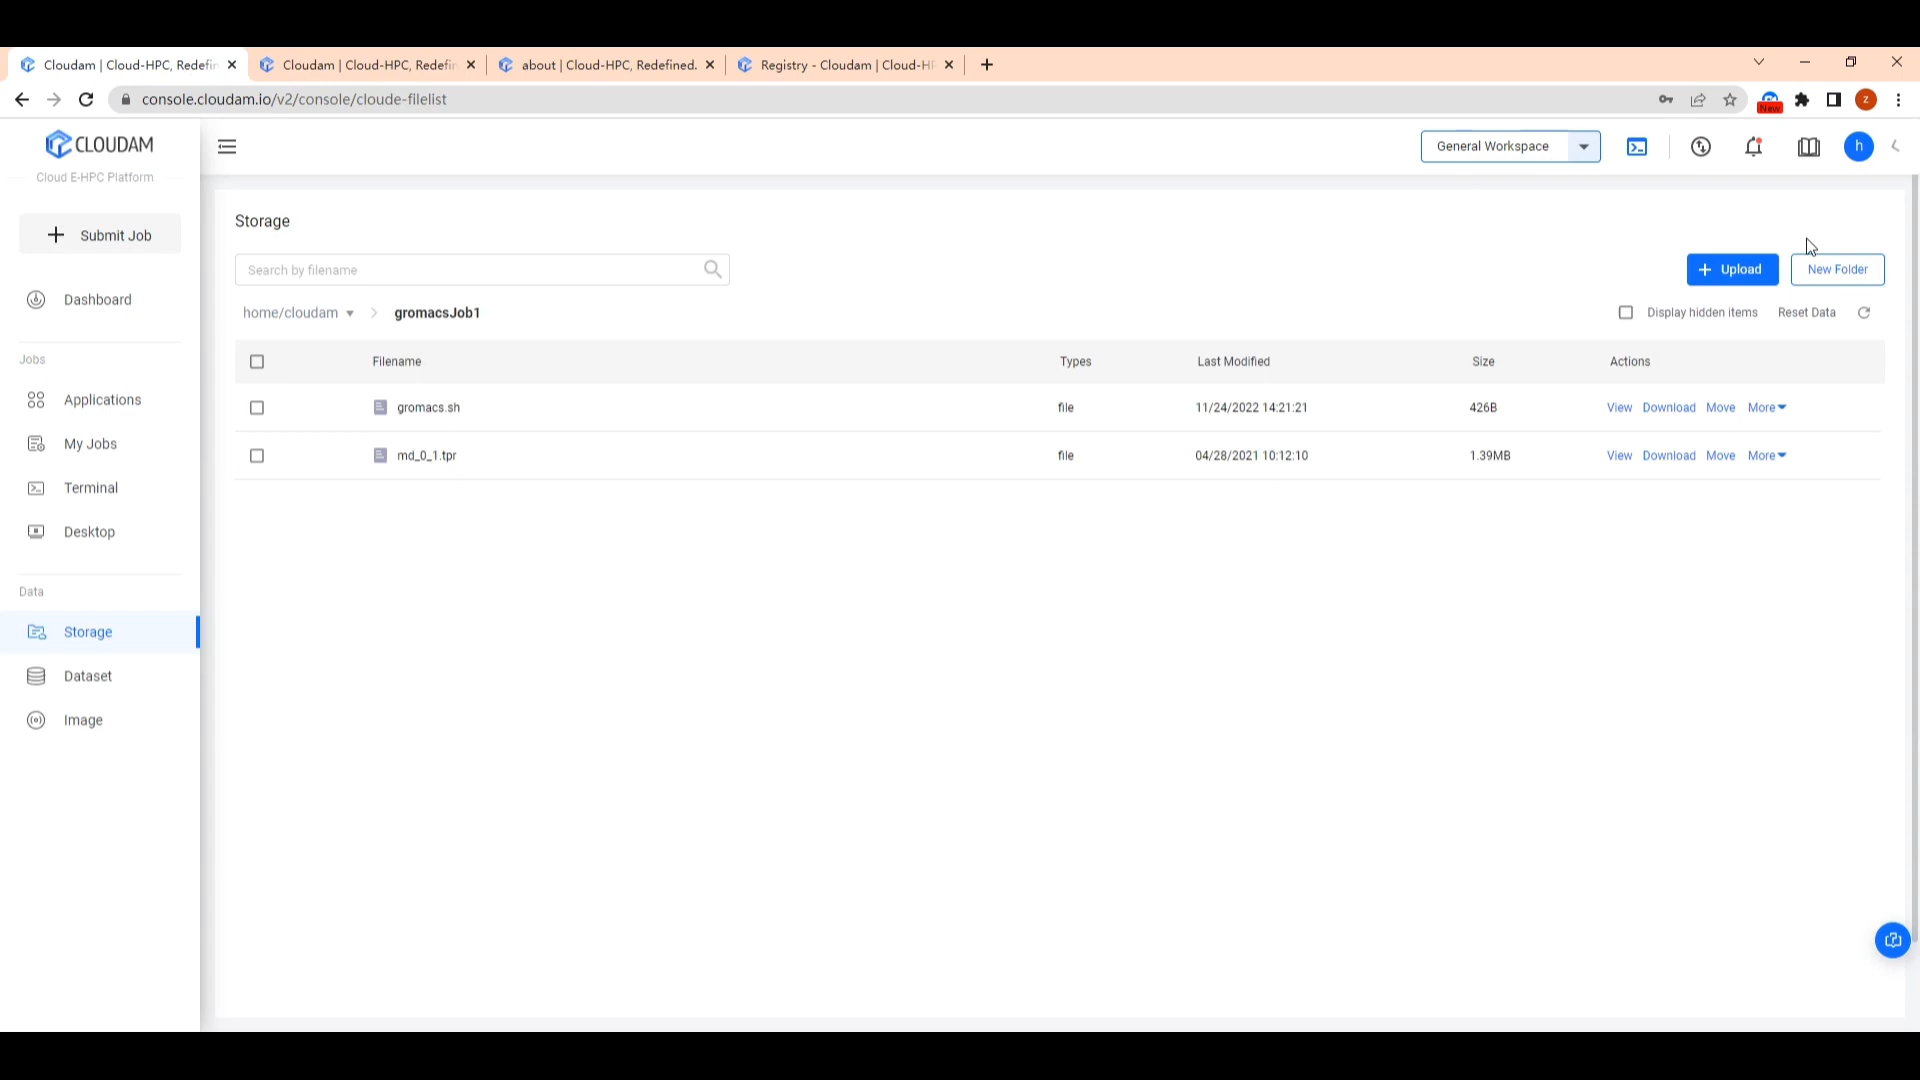 Cloudam | Cloud-HPC, Redefin
Cloudam | Cloud-HPC, Redefin
about | Cloud-HPC, Redefined.
Registry - Cloudam | Cloud-H
console.cloudam.io/v2/console/cloude-filelist
New
z
CLOUDAM
Cloud E-HPC Platform
General Workspace
h
Submit Job
Dashboard
Jobs
Applications
My Jobs
Terminal
Desktop
Data
Storage
Dataset
Image
Storage
Search by filename
Upload
New Folder
home/cloudam > gromacsJob1
Display hidden items Reset Data
Filename Types Last Modified Size Actions
gromacs.sh file 11/24/2022 14:21:21 426B View Download Move More
md_0_1.tpr file 04/28/2021 10:12:10 1.39MB View Download Move More